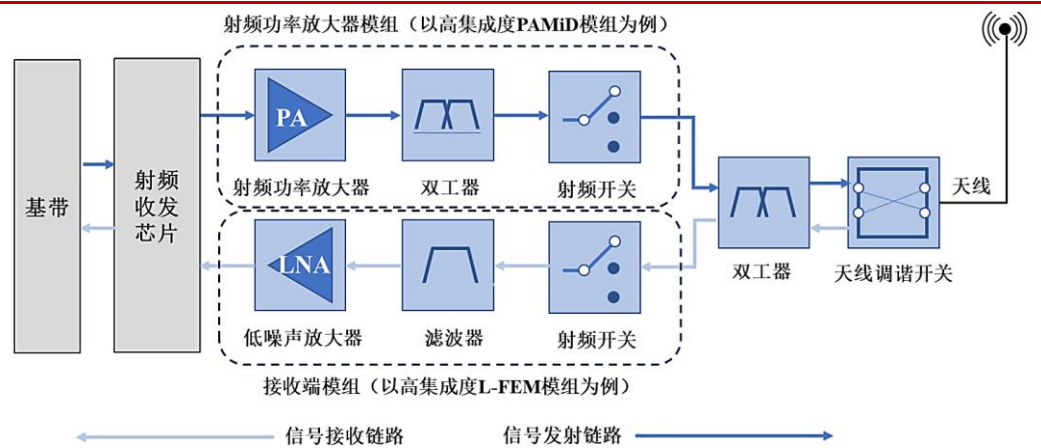 射频功率放大器模组（以高集成度PAMiD模组为例）
基带
射频
收发
芯片
PA
射频功率放大器
双工器
射频开关
LNA
低噪声放大器
滤波器
射频开关
双工器
天线调谐开关
天线
接收端模组（以高集成度L-FEM模组为例）
信号接收链路
信号发射链路